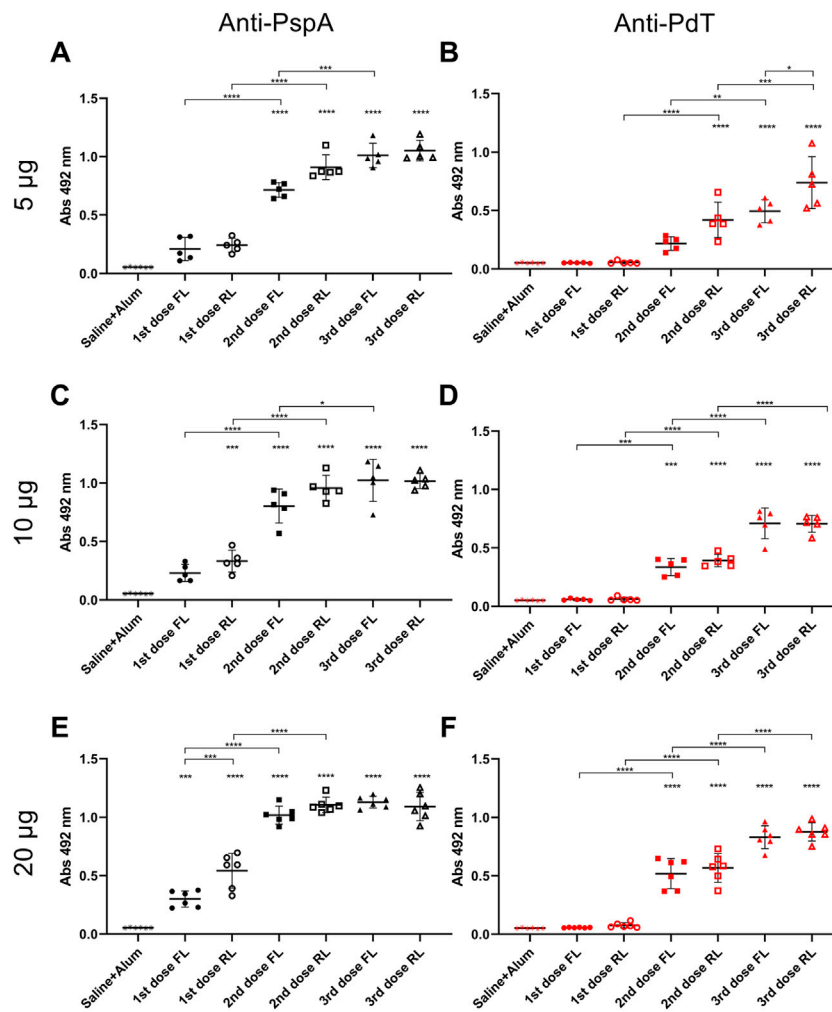 Anti-PspA
Anti-PdT
5 µg
A
Abs 492 nm
1.5
1.0
0.5
0.0
***
****
****
****
****
****
****
Saline+Alum
1st dose FL
1st dose RL
2nd dose FL
2nd dose RL
3rd dose FL
3rd dose RL
B
Abs 492 nm
1.5
1.0
0.5
0.0
*
***
**
****
****
****
****
Saline+Alum
1st dose FL
1st dose RL
2nd dose FL
2nd dose RL
3rd dose FL
3rd dose RL
10 µg
C
Abs 492 nm
1.5
1.0
0.5
0.0
*
****
****
***
****
****
****
****
Saline+Alum
1st dose FL
1st dose RL
2nd dose FL
2nd dose RL
3rd dose FL
3rd dose RL
D
Abs 492 nm
1.5
1.0
0.5
0.0
****
****
****
***
***
****
****
****
Saline+Alum
1st dose FL
1st dose RL
2nd dose FL
2nd dose RL
3rd dose FL
3rd dose RL
20 µg
E
Abs 492 nm
1.5
1.0
0.5
0.0
****
****
***
***
****
****
****
****
****
Saline+Alum
1st dose FL
1st dose RL
2nd dose FL
2nd dose RL
3rd dose FL
3rd dose RL
F
Abs 492 nm
1.5
1.0
0.5
0.0
****
****
****
****
****
****
****
****
Saline+Alum
1st dose FL
1st dose RL
2nd dose FL
2nd dose RL
3rd dose FL
3rd dose RL